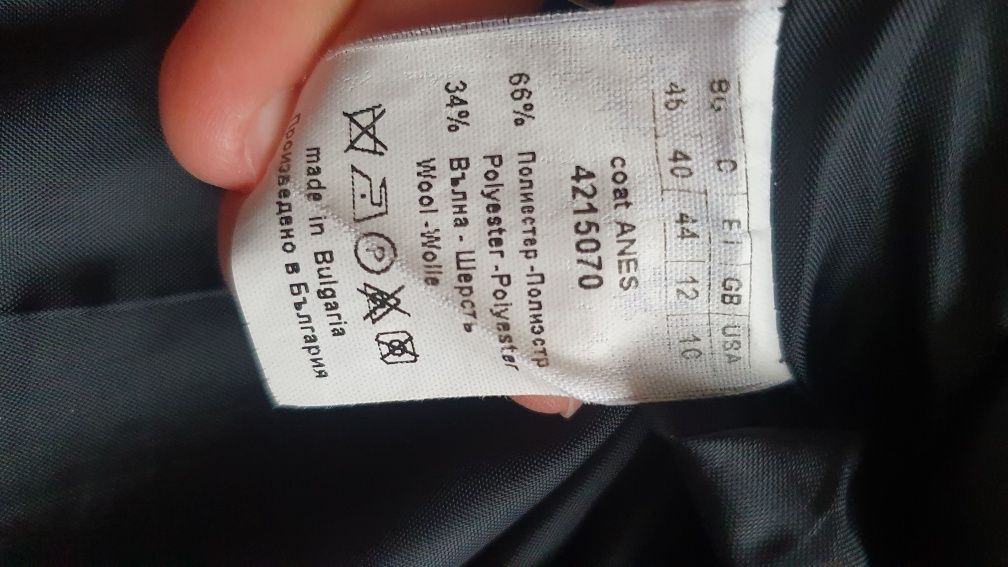 BG D EI GB USA
46 40 44 12 10
coat ANES
4215070
66% Полиестер-Полиэстр
Polyester-Polyester
34% Вълна-Шерсть
Wool-Wolle
P
made in Bulgaria
Произведено в България